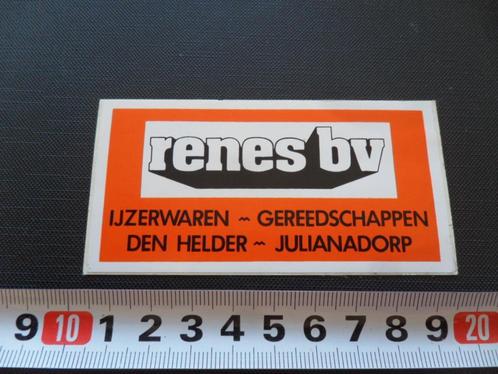 renes bv
IJZERWAREN ~ GEREEDSCHAPPEN
DEN HELDER ~ JULIANADORP
9 10 1 2 3 4 5 6 7 8 9 20